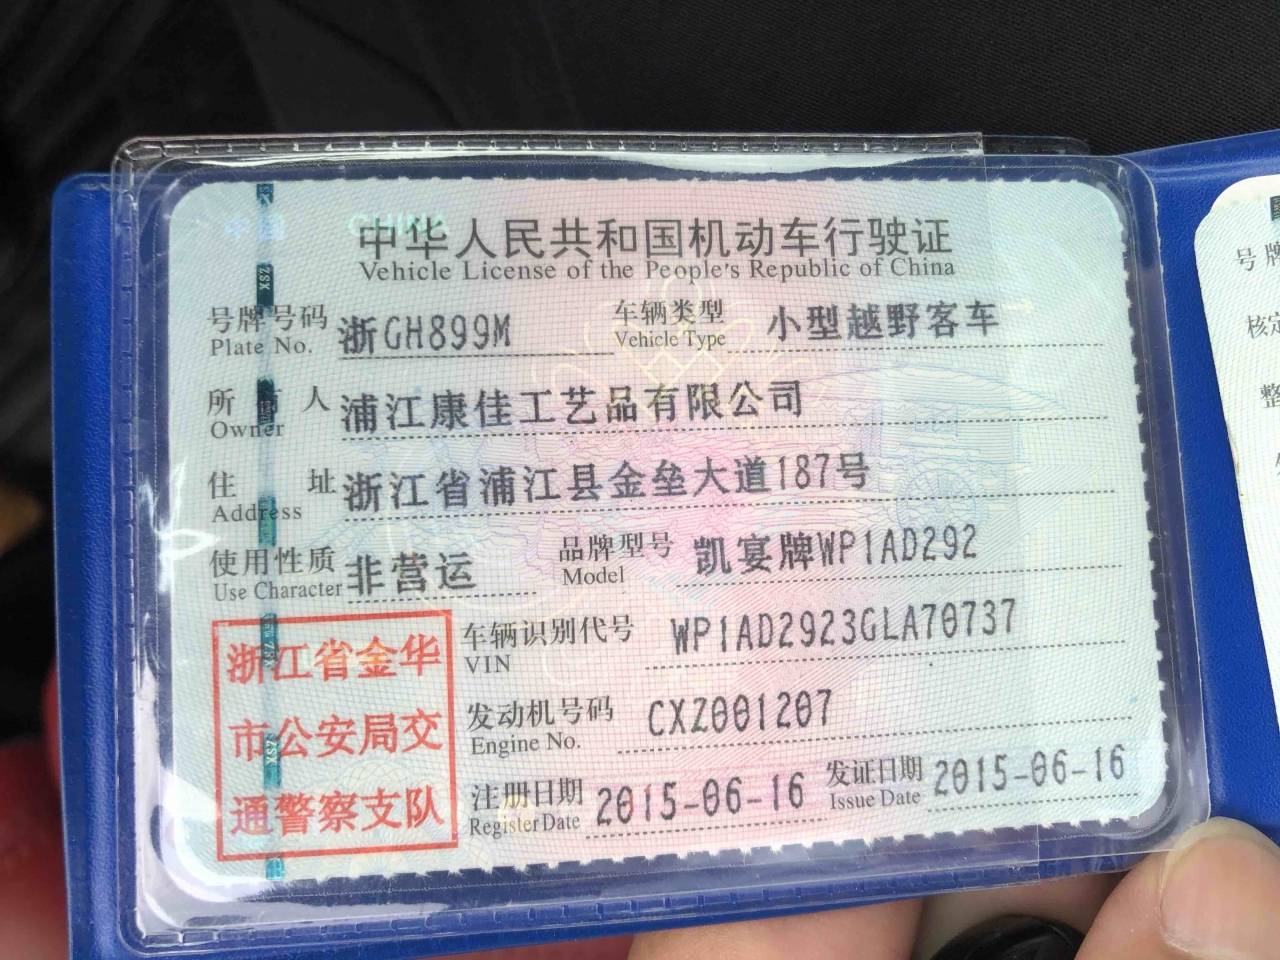 中华人民共和国机动车行驶证
Vehicle License of the People's Republic of China
号牌号码 浙GH899M 车辆类型 小型越野客车
Plate No. Vehicle Type
所有人 浦江康佳工艺品有限公司
Owner
住址 浙江省浦江县金垒大道187号
Address
使用性质 非营运 品牌型号 凯宴牌WP1AD292
Use Character Model
车辆识别代号 WP1AD2923GLA70737
VIN
发动机号码 CXZ001207
Engine No.
注册日期 2015-06-16 发证日期 2015-06-16
Register Date Issue Date
浙江省金华
市公安局交
通警察支队
号牌
核定
整